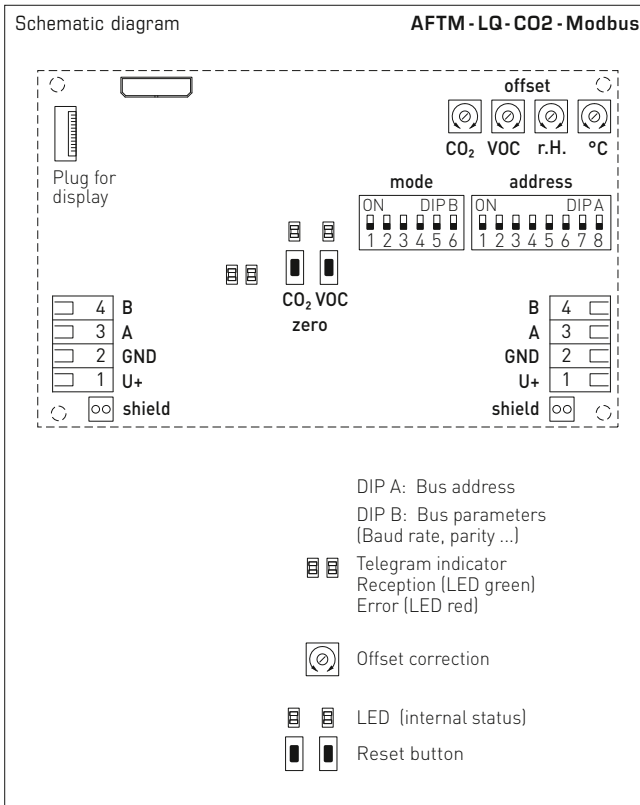 Schematic diagram
AFTM-LQ-CO2-Modbus
offset
CO₂ VOC r.H. °C
Plug for
display
mode
address
ON DIP B
1 2 3 4 5 6
ON DIP A
1 2 3 4 5 6 7 8
CO₂ VOC
zero
4 B
3 A
2 GND
1 U+
shield
B 4
A 3
GND 2
U+ 1
shield
DIP A: Bus address
DIP B: Bus parameters
(Baud rate, parity ...)
Telegram indicator
Reception (LED green)
Error (LED red)
Offset correction
LED (internal status)
Reset button